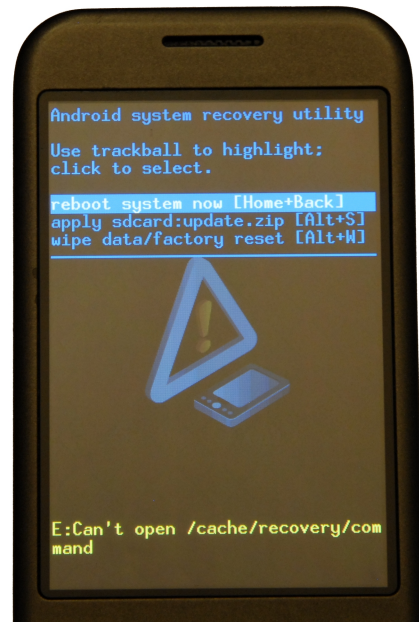 Android system recovery utility
Use trackball to highlight;
click to select.
reboot system now [Home+Back]
apply sdcard:update.zip [Alt+S]
wipe data/factory reset [Alt+W]
E:Can't open /cache/recovery/com
mand